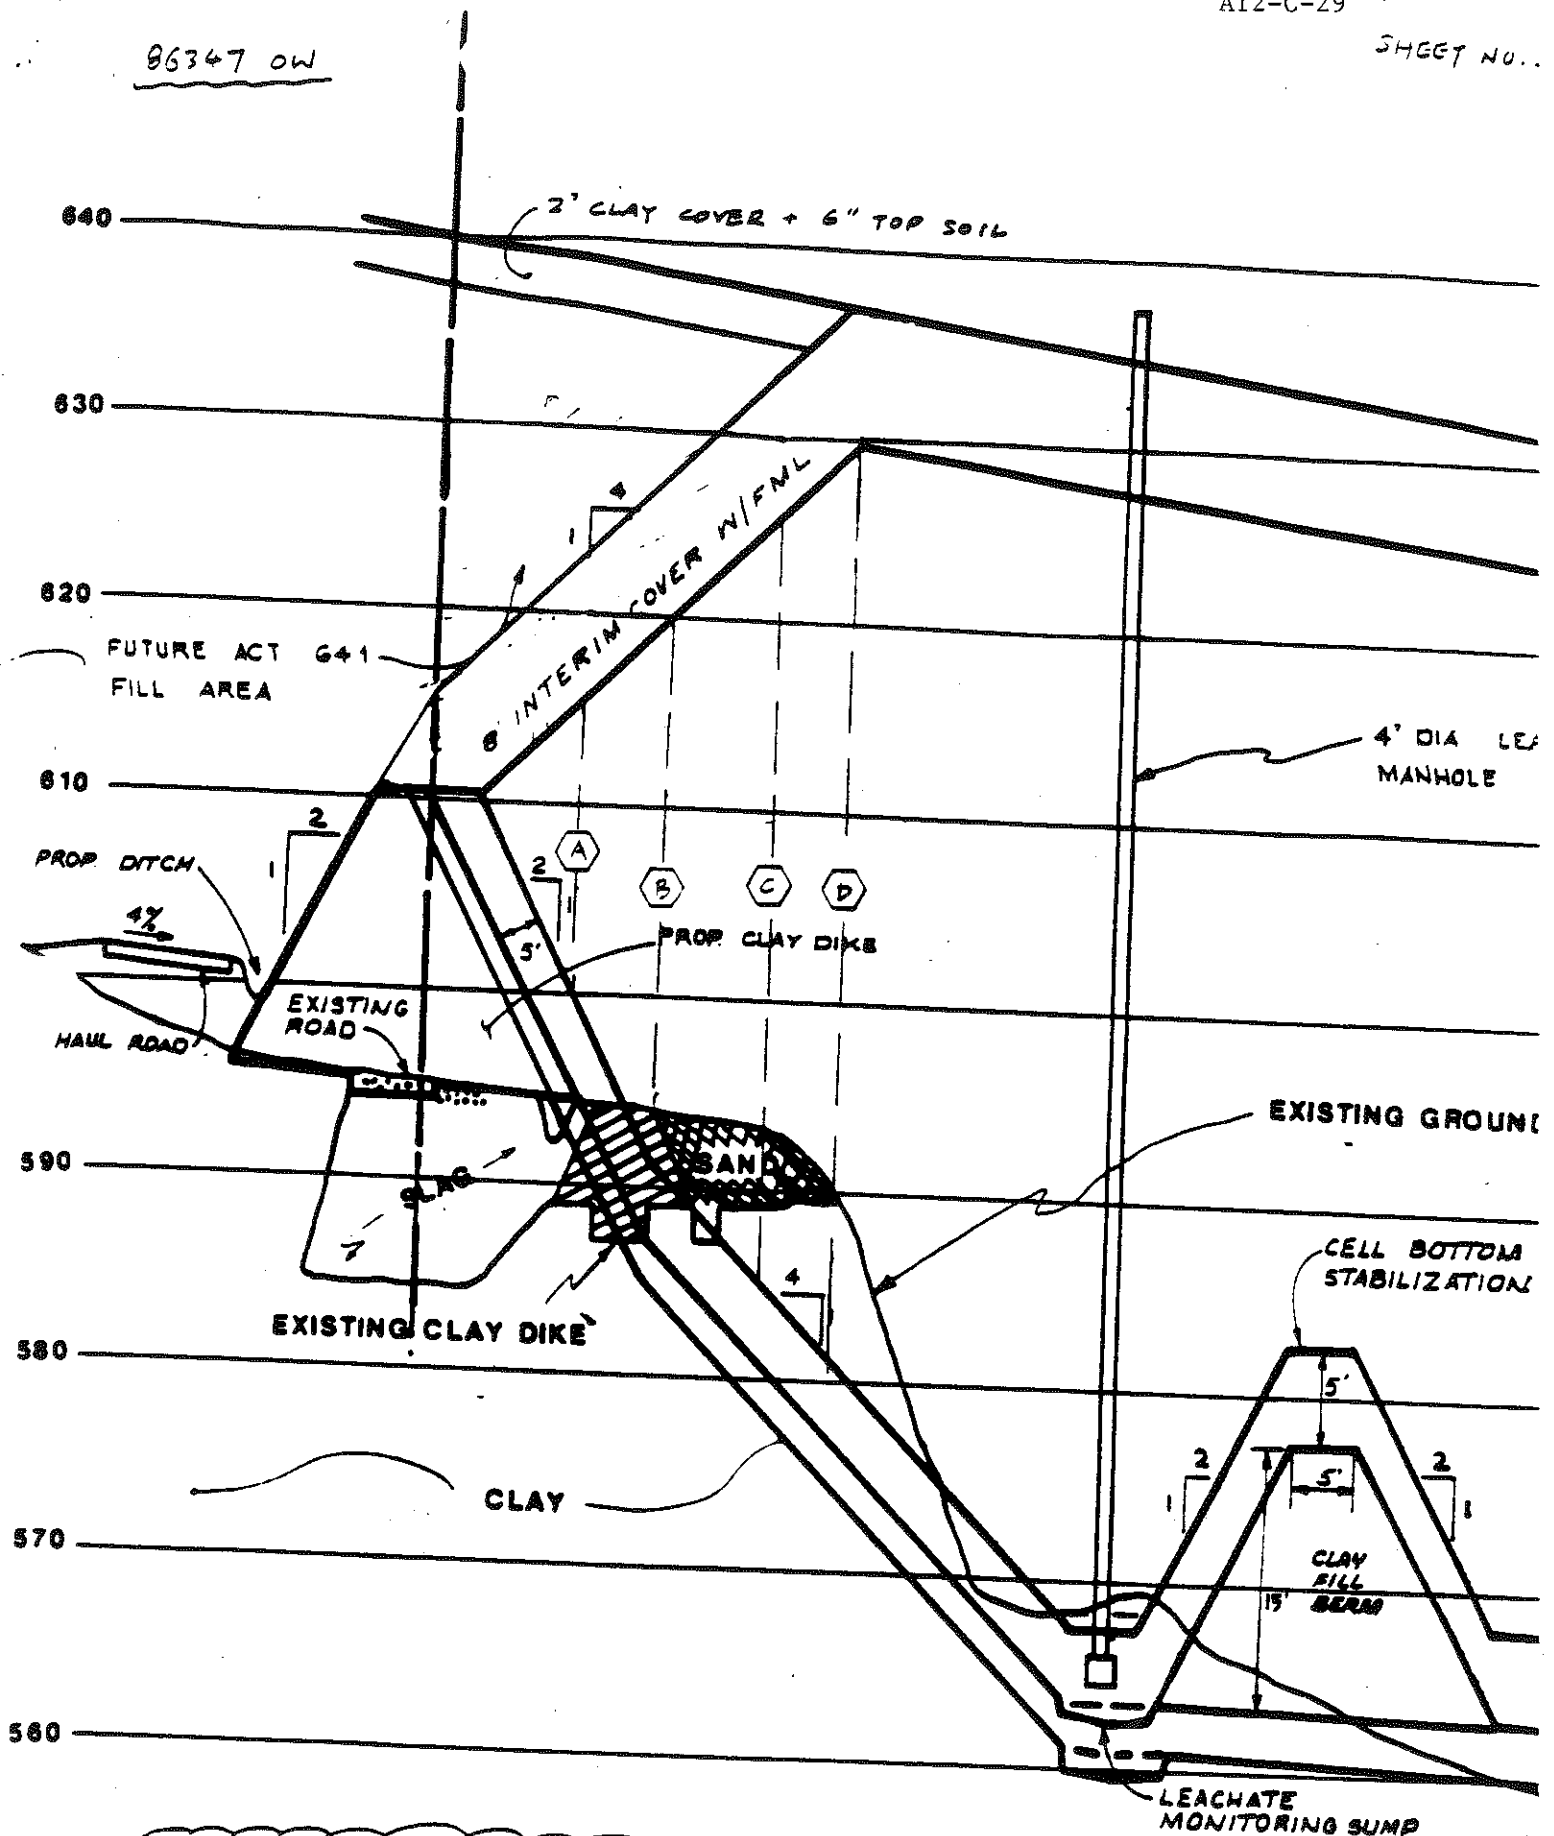 A12-C-29
SHEET NO..
86347 OW
640
2' CLAY COVER + 6" TOP SOIL
630
4
1
8' INTERIM COVER W/FML
620
FUTURE ACT 641
FILL AREA
4' DIA LEA
MANHOLE
610
2
1
PROP. DITCH
4%
A
B
C
D
2
1
5'
PROP. CLAY DIKE
EXISTING
ROAD
HAUL ROAD
EXISTING GROUND
590
SLAG
SAND
CELL BOTTOM
STABILIZATION
4
EXISTING CLAY DIKE
580
5'
2
1
2
1
5'
CLAY
570
CLAY
FILL
BERM
15'
560
LEACHATE
MONITORING SUMP